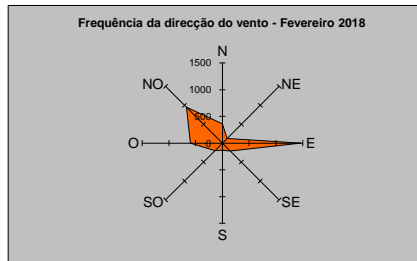 Frequência da direcção do vento - Fevereiro 2018
N
1500
NO
NE
1000
500
O
0
E
SO
SE
S